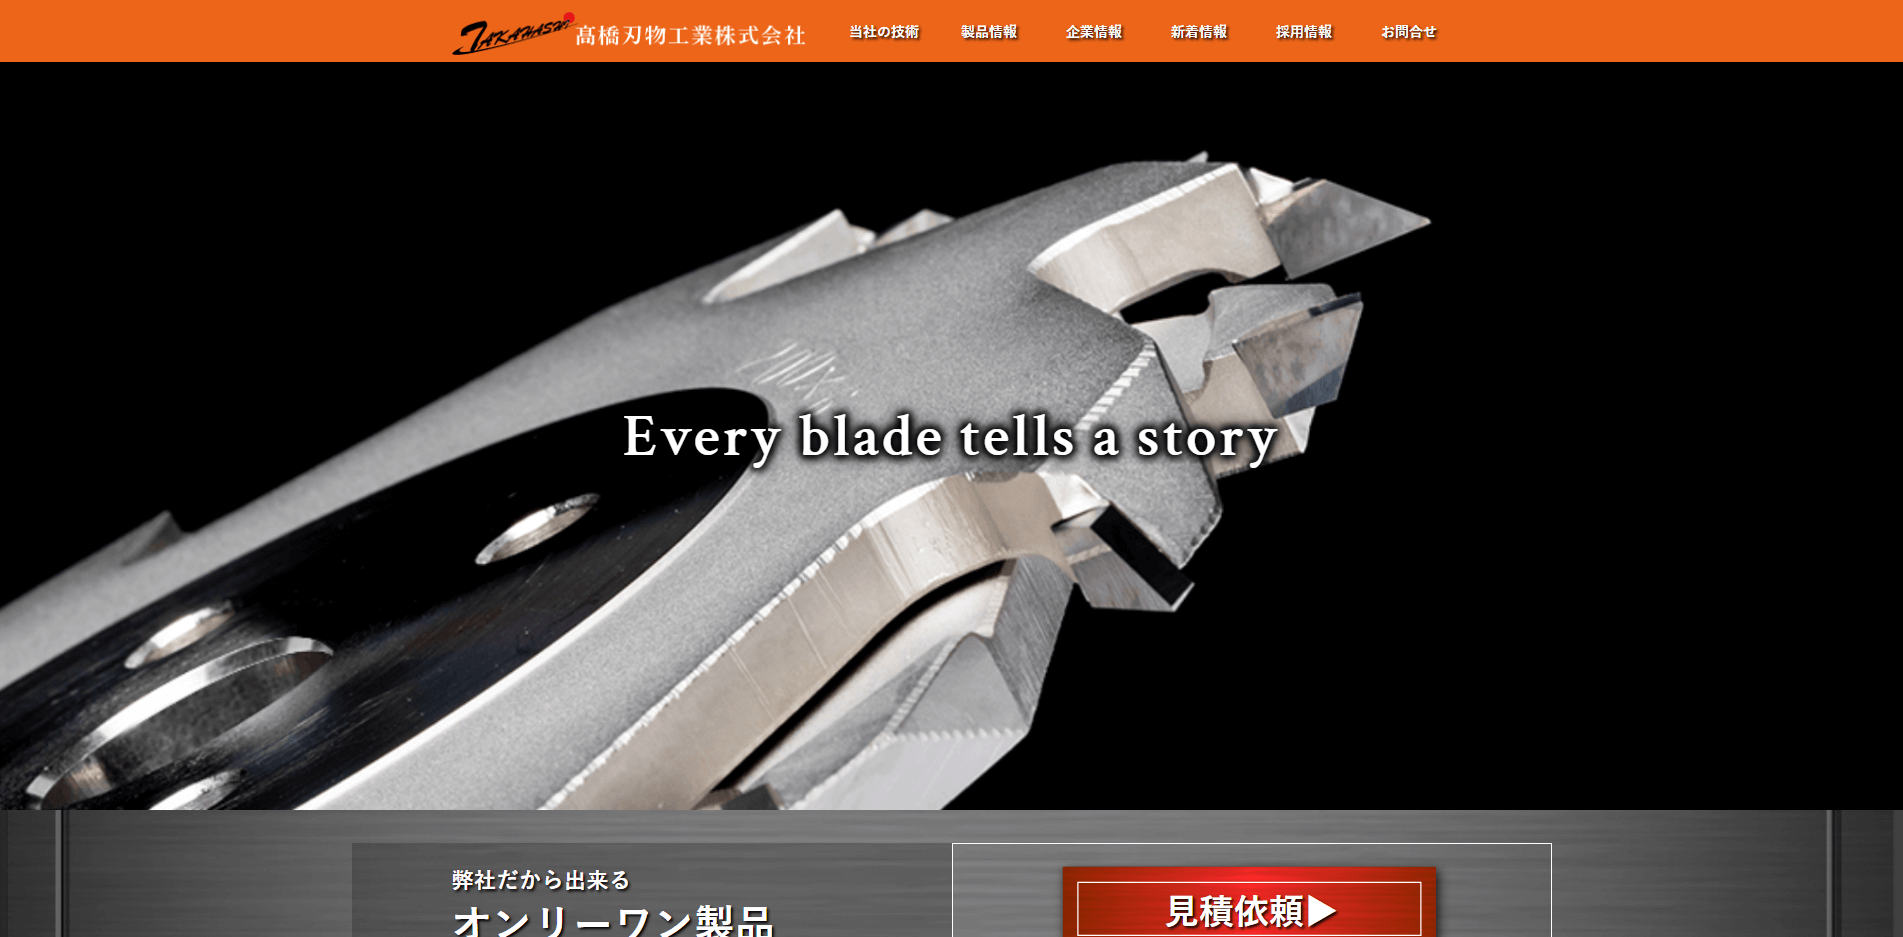 TAKAHASHI 髙橋刃物工業株式会社
当社の技術 製品情報 企業情報 新着情報 採用情報 お問合せ
Every blade tells a story
弊社だから出来る
オンリーワン製品
見積依頼▶